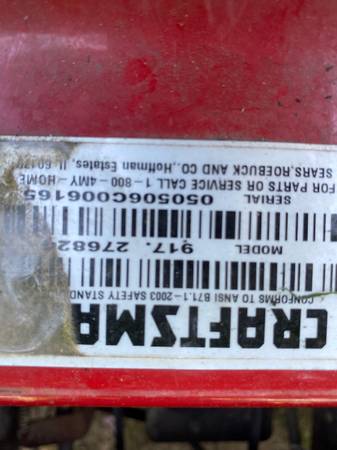 CRAFTSMA
CONFORMS TO ANSI B71.1-2003 SAFETY STAND
MODEL
917. 27682
SERIAL
050506C006165
FOR PARTS OR SERVICE CALL 1-800-4MY-HOME
SEARS,ROEBUCK AND CO.,Hoffman Estates, IL 60179